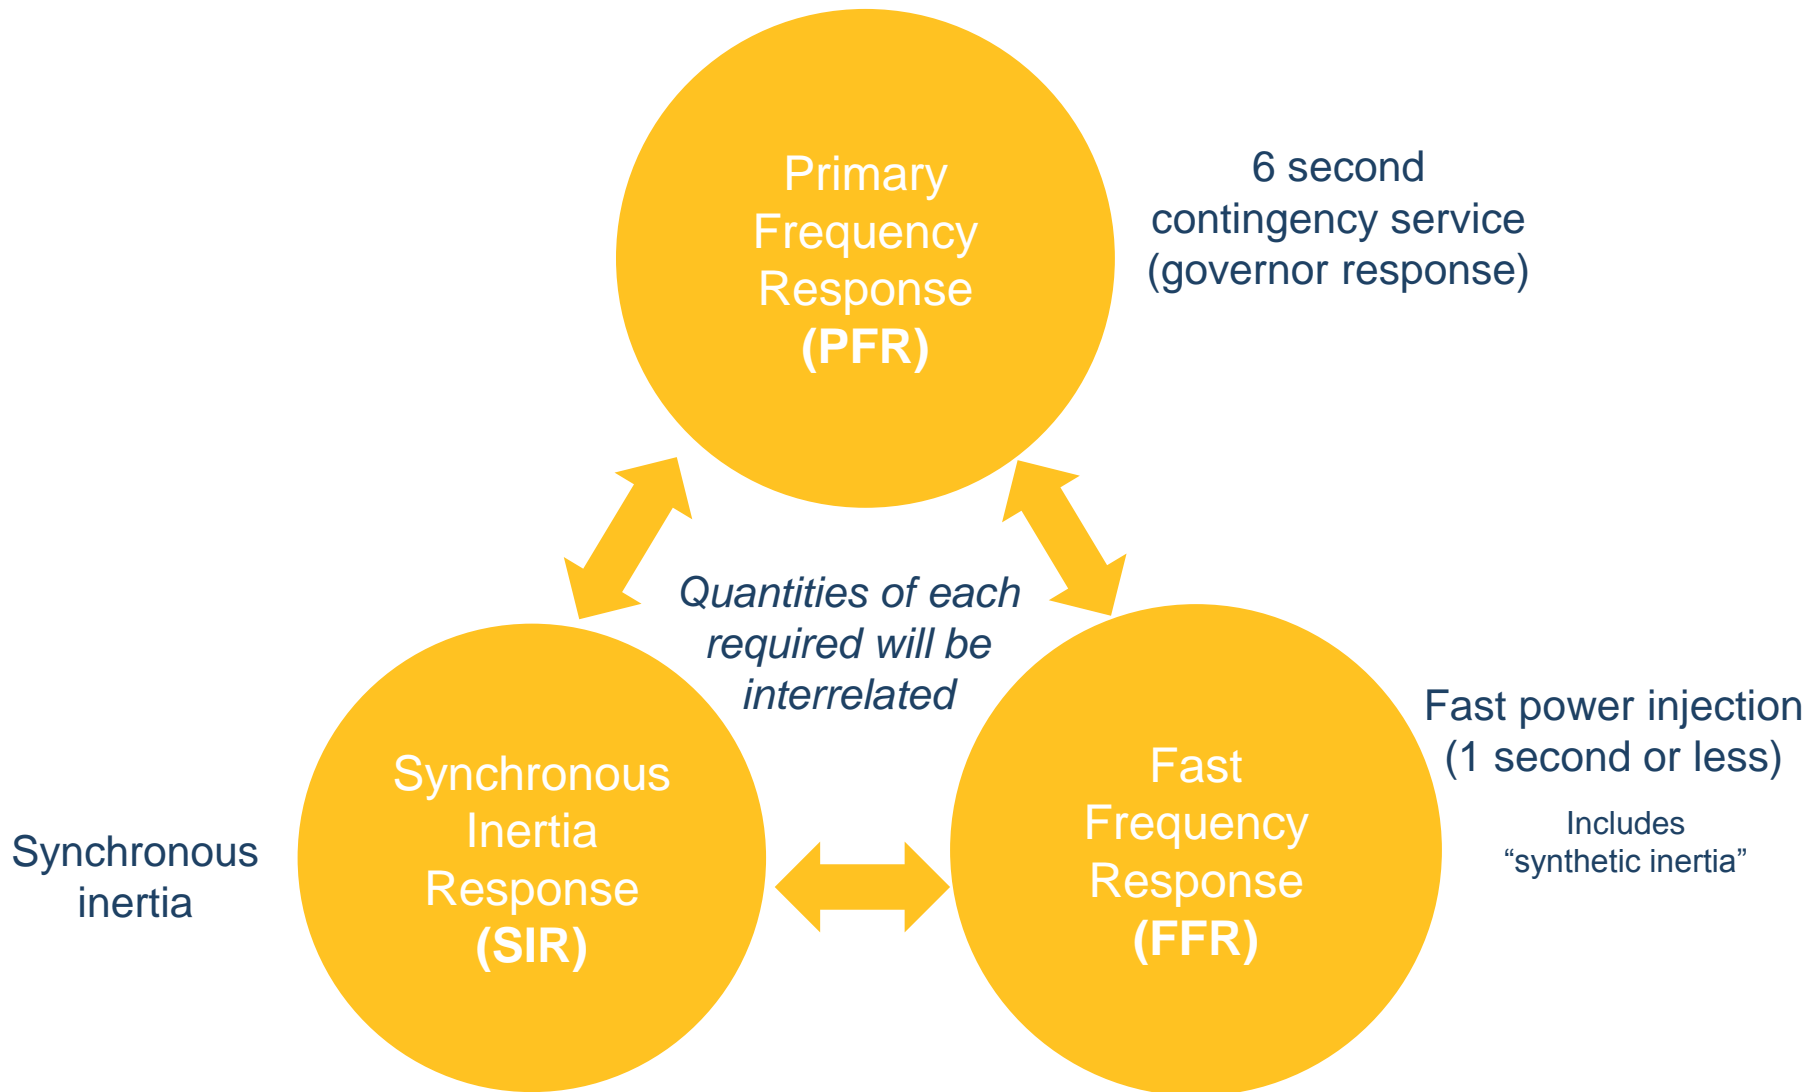 Primary
Frequency
Response
(PFR)
6 second
contingency service
(governor response)
Quantities of each
required will be
interrelated
Synchronous
Inertia
Response
(SIR)
Synchronous
inertia
Fast
Frequency
Response
(FFR)
Fast power injection
(1 second or less)
Includes
“synthetic inertia”